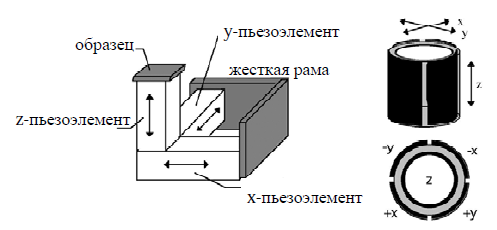 y-пьезоэлемент
образец
жесткая рама
z-пьезоэлемент
x-пьезоэлемент
x
y
z
-y
-x
z
+x
+y